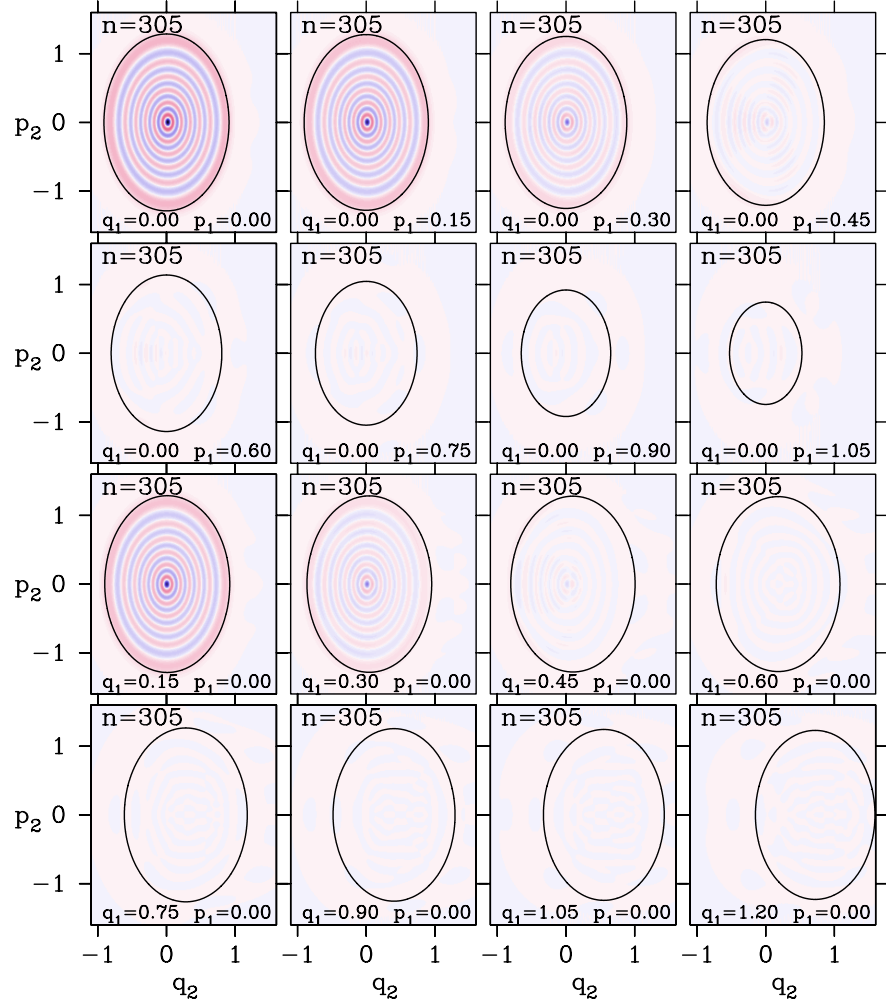 n=305 n=305 n=305 n=305
1
p2 0
−1
q1=0.00 p1=0.00 q1=0.00 p1=0.15 q1=0.00 p1=0.30 q1=0.00 p1=0.45
n=305 n=305 n=305 n=305
1
p2 0
−1
q1=0.00 p1=0.60 q1=0.00 p1=0.75 q1=0.00 p1=0.90 q1=0.00 p1=1.05
n=305 n=305 n=305 n=305
1
p2 0
−1
q1=0.15 p1=0.00 q1=0.30 p1=0.00 q1=0.45 p1=0.00 q1=0.60 p1=0.00
n=305 n=305 n=305 n=305
1
p2 0
−1
q1=0.75 p1=0.00 q1=0.90 p1=0.00 q1=1.05 p1=0.00 q1=1.20 p1=0.00
−1 0 1 −1 0 1 −1 0 1 −1 0 1
q2 q2 q2 q2